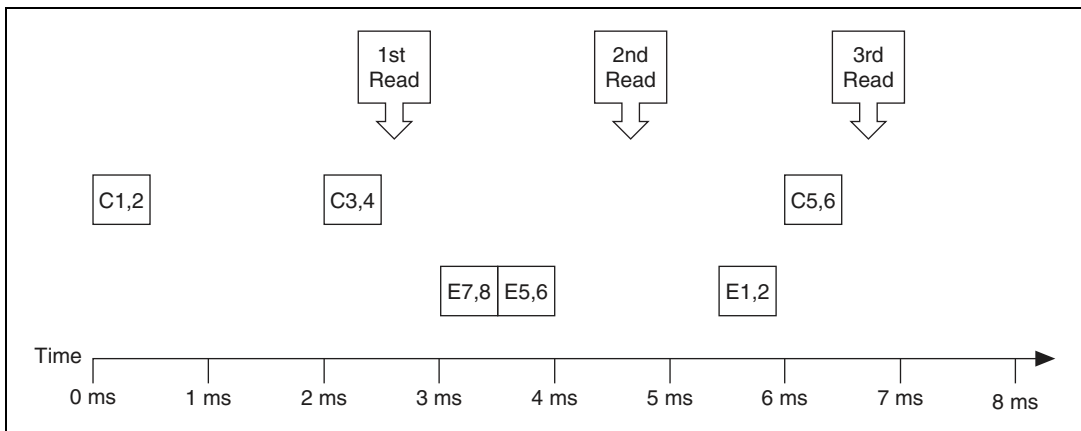 1st
Read
2nd
Read
3rd
Read
C1,2
C3,4
C5,6
E7,8
E5,6
E1,2
Time
0 ms
1 ms
2 ms
3 ms
4 ms
5 ms
6 ms
7 ms
8 ms